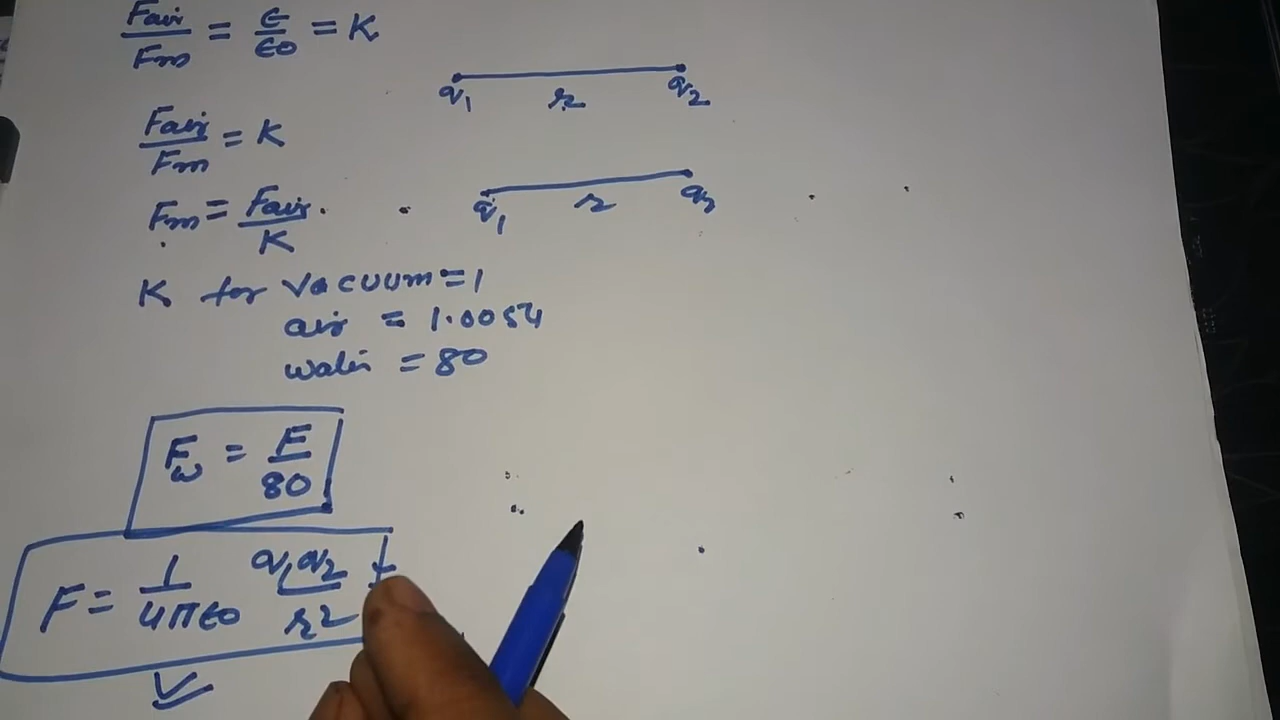 Fair/Fm = ϵ/ϵ0 = K
q1 r q2
Fair/Fm = K
q1 r q2
Fm = Fair/K
K for Vacuum = 1
air = 1.0054
water = 80
Fw = F/80
F = 1/4πϵ0 q1q2/r2